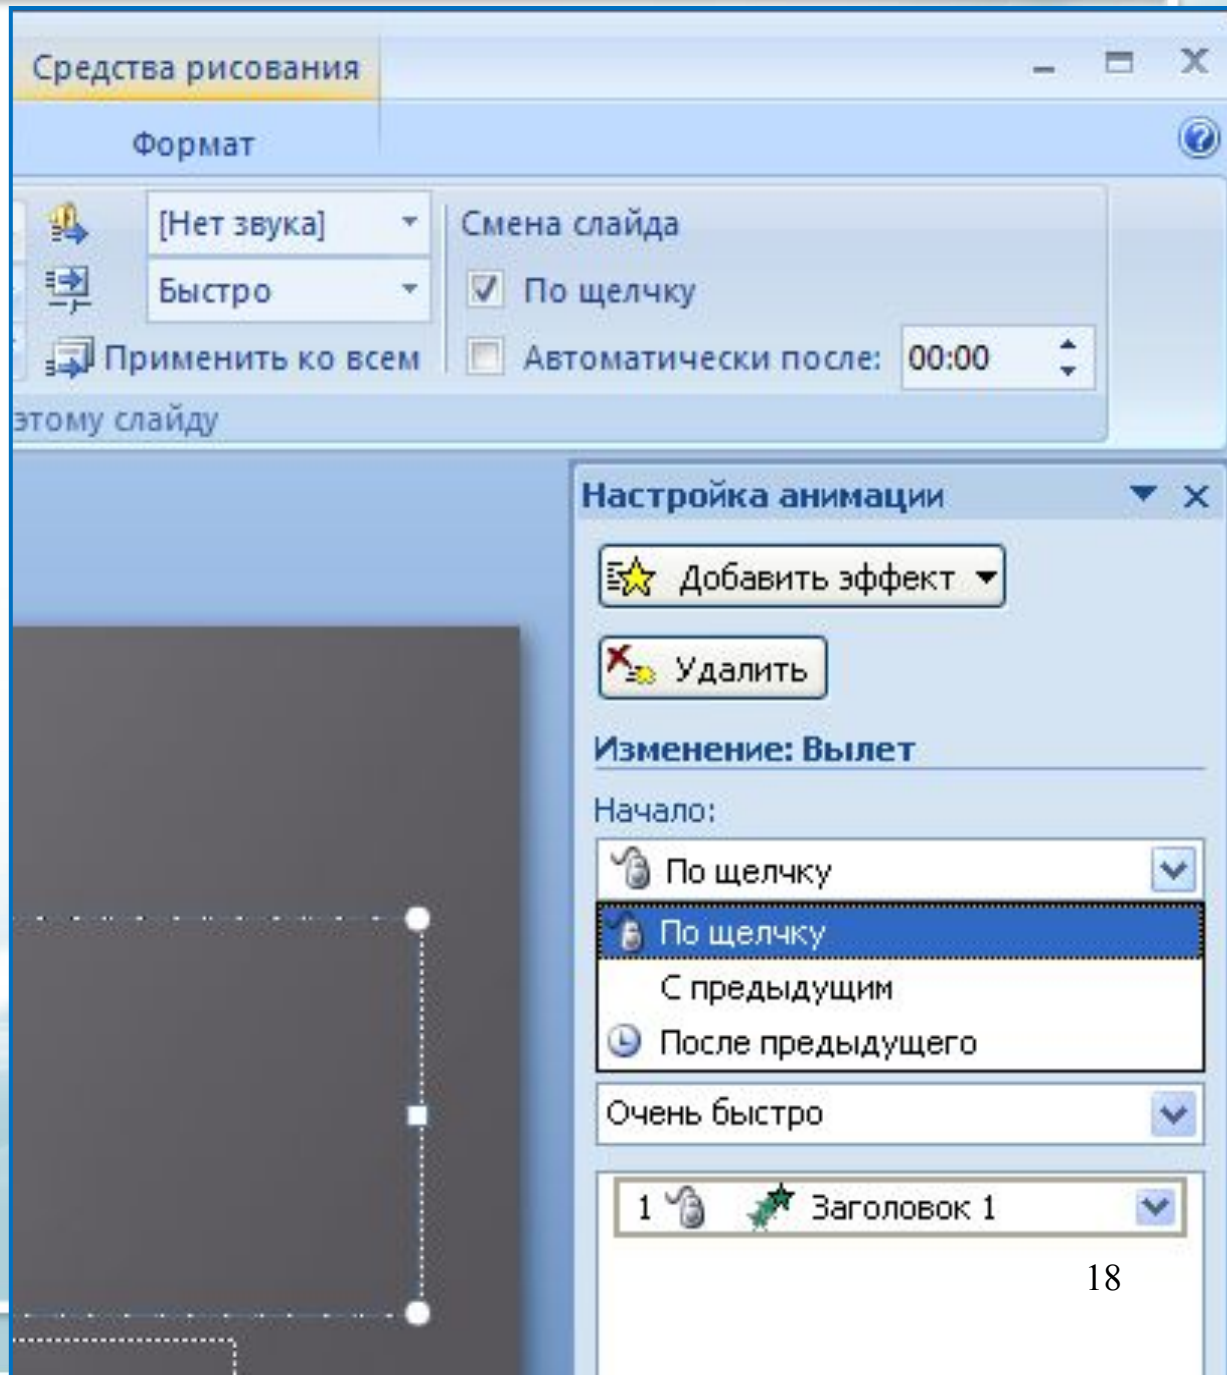 Средства рисования
Формат
[Нет звука]
Смена слайда
Быстро
По щелчку
Применить ко всем
Автоматически после: 00:00
этому слайду
Настройка анимации
Добавить эффект
Удалить
Изменение: Вылет
Начало:
По щелчку
По щелчку
С предыдущим
После предыдущего
Очень быстро
1 Заголовок 1
18